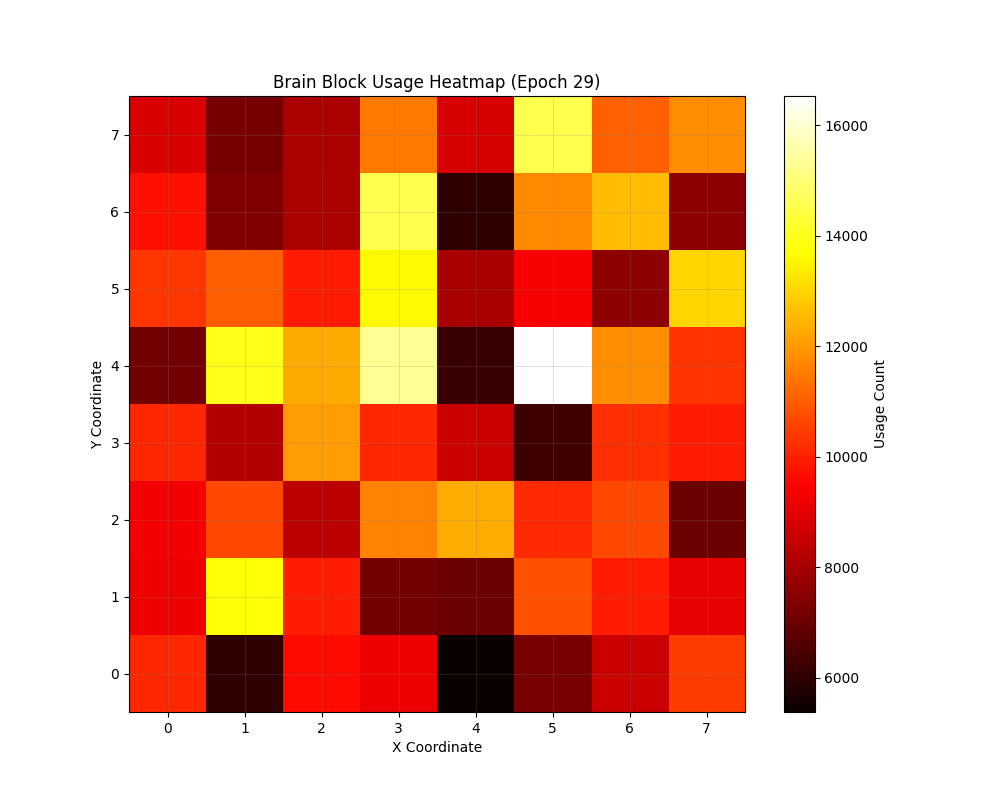 Brain Block Usage Heatmap (Epoch 29)
7
6
5
4
3
2
1
0
Y Coordinate
0 1 2 3 4 5 6 7
X Coordinate
16000
14000
12000
10000
8000
6000
Usage Count